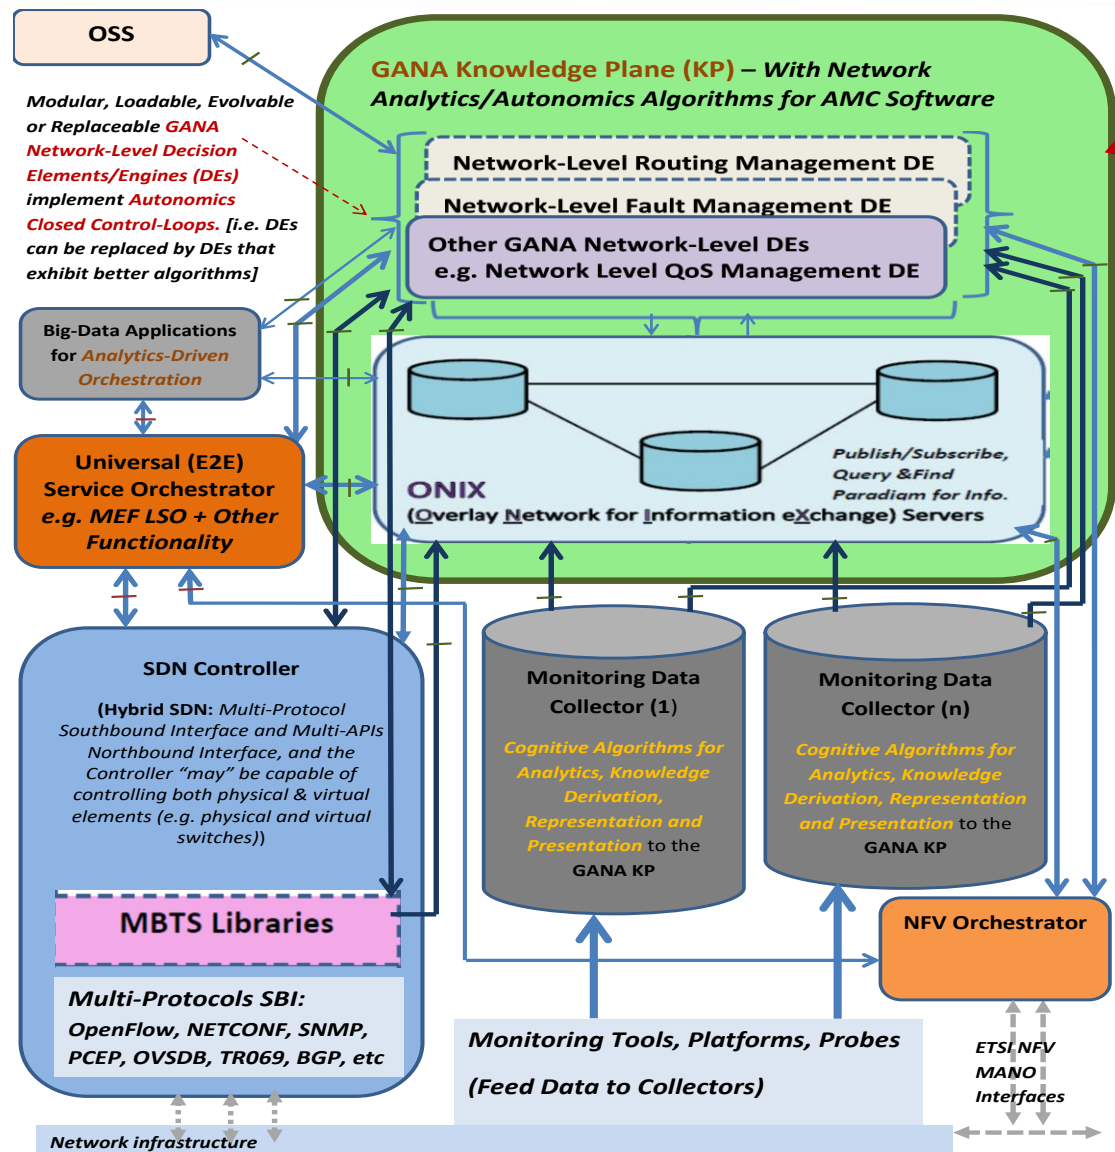 OSS
GANA Knowledge Plane (KP) – With Network
Analytics/Autonomics Algorithms for AMC Software
Modular, Loadable, Evolvable
or Replaceable GANA
Network-Level Decision
Elements/Engines (DEs)
implement Autonomics
Closed Control-Loops. [i.e. DEs
can be replaced by DEs that
exhibit better algorithms]
Network-Level Routing Management DE
Network-Level Fault Management DE
Other GANA Network-Level DEs
e.g. Network Level QoS Management DE
Big-Data Applications
for Analytics-Driven
Orchestration
Universal (E2E)
Service Orchestrator
e.g. MEF LSO + Other
Functionality
Publish/Subscribe,
Query &Find
Paradigm for Info.
ONIX
(Overlay Network for Information eXchange) Servers
SDN Controller
(Hybrid SDN: Multi-Protocol
Southbound Interface and Multi-APIs
Northbound Interface, and the
Controller “may” be capable of
controlling both physical & virtual
elements (e.g. physical and virtual
switches))
MBTS Libraries
Multi-Protocols SBI:
OpenFlow, NETCONF, SNMP,
PCEP, OVSDB, TR069, BGP, etc
Monitoring Data
Collector (1)
Cognitive Algorithms for
Analytics, Knowledge
Derivation,
Representation and
Presentation to the
GANA KP
Monitoring Data
Collector (n)
Cognitive Algorithms for
Analytics, Knowledge
Derivation, Representation
and Presentation to the
GANA KP
NFV Orchestrator
Monitoring Tools, Platforms, Probes
(Feed Data to Collectors)
ETSI NFV
MANO
Interfaces
Network infrastructure